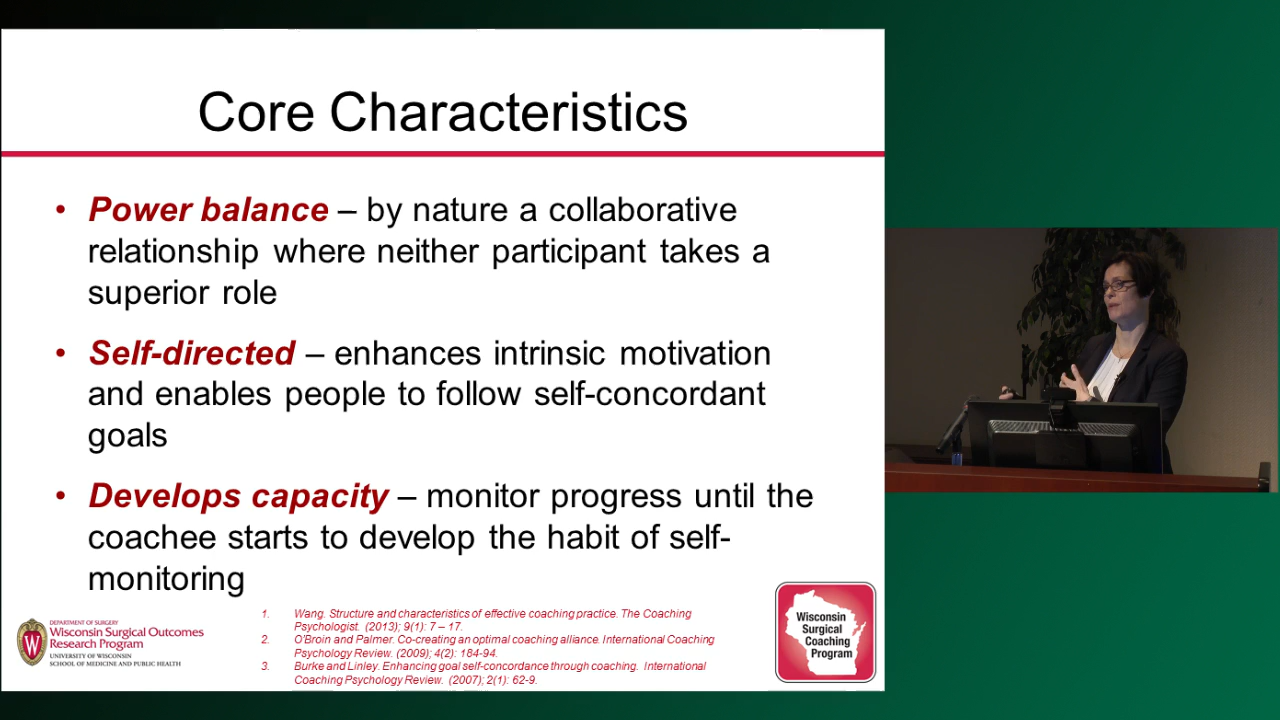 Core Characteristics
• Power balance – by nature a collaborative
relationship where neither participant takes a
superior role
• Self-directed – enhances intrinsic motivation
and enables people to follow self-concordant
goals
• Develops capacity – monitor progress until the
coachee starts to develop the habit of self-
monitoring
1. Wang. Structure and characteristics of effective coaching practice. The Coaching
Psychologist. (2013); 9(1): 7 – 17.
2. O'Broin and Palmer. Co-creating an optimal coaching alliance. International Coaching
Psychology Review. (2009); 4(2): 184-94.
3. Burke and Linley. Enhancing goal self-concordance through coaching. International
Coaching Psychology Review. (2007); 2(1): 62-9.
W
DEPARTMENT OF SURGERY
Wisconsin Surgical Outcomes
Research Program
UNIVERSITY OF WISCONSIN
SCHOOL OF MEDICINE AND PUBLIC HEALTH
Wisconsin
Surgical
Coaching
Program